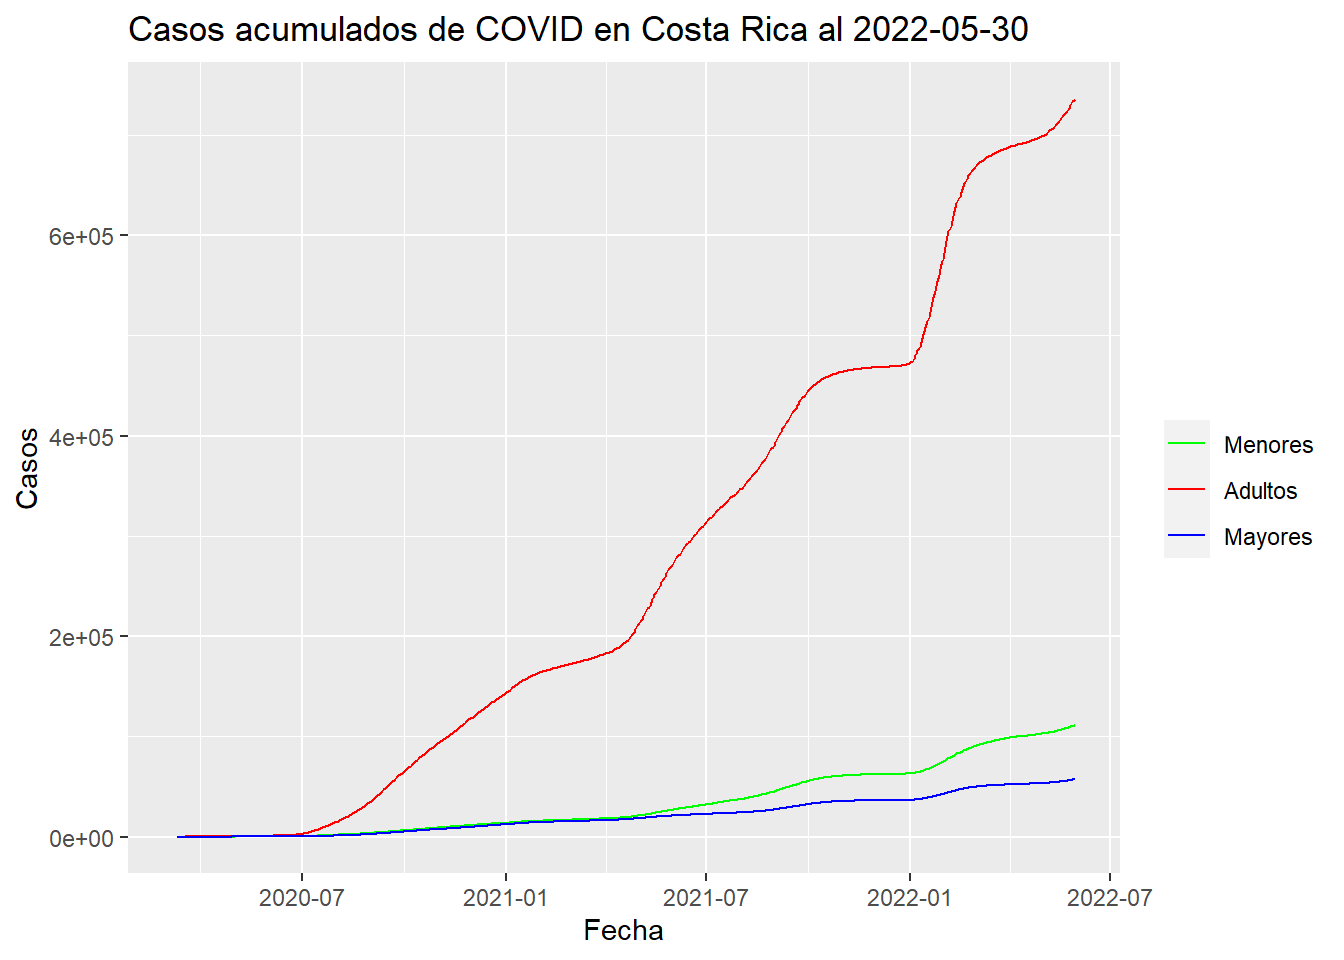 Casos acumulados de COVID en Costa Rica al 2022-05-30
Casos
6e+05
4e+05
2e+05
0e+00
2020-07
2021-01
2021-07
2022-01
2022-07
Fecha
Menores
Adultos
Mayores